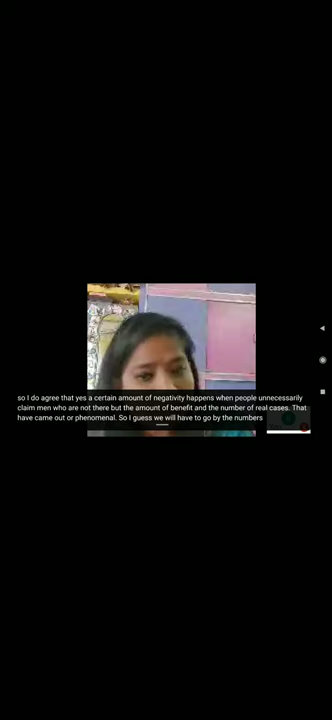 so I do agree that yes a certain amount of negativity happens when people unnecessarily
claim men who are not there but the amount of benefit and the number of real cases. That
have came out or phenomenal. So I guess we will have to go by the numbers